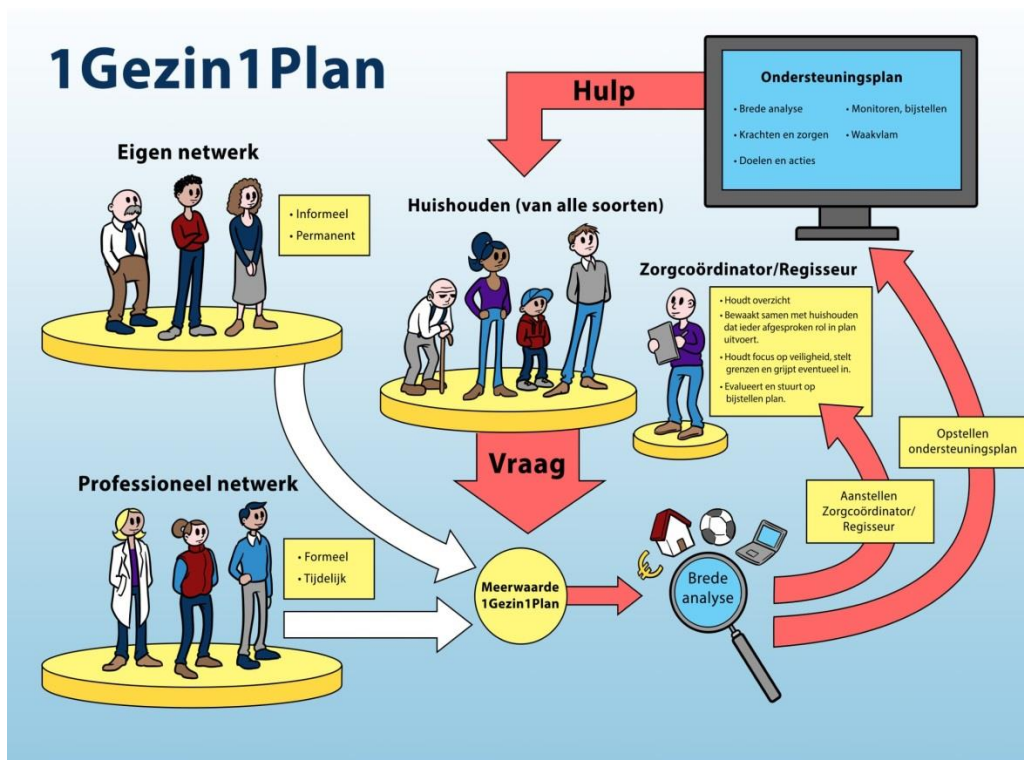 1Gezin1Plan
Hulp
Ondersteuningsplan
• Brede analyse
• Krachten en zorgen
• Doelen en acties
• Monitoren, bijstellen
• Waakvlam
Eigen netwerk
• Informeel
• Permanent
Huishouden (van alle soorten)
Zorgcoördinator/Regisseur
• Houdt overzicht
• Bewaakt samen met huishouden
dat ieder afgesproken rol in plan
uitvoert.
• Houdt focus op veiligheid, stelt
grenzen en grijpt eventueel in.
• Evalueert en stuurt op
bijstellen plan.
Vraag
Opstellen
ondersteuningsplan
Aanstellen
Zorgcoördinator/
Regisseur
Professioneel netwerk
• Formeel
• Tijdelijk
Meerwaarde
1Gezin1Plan
€
Brede
analyse